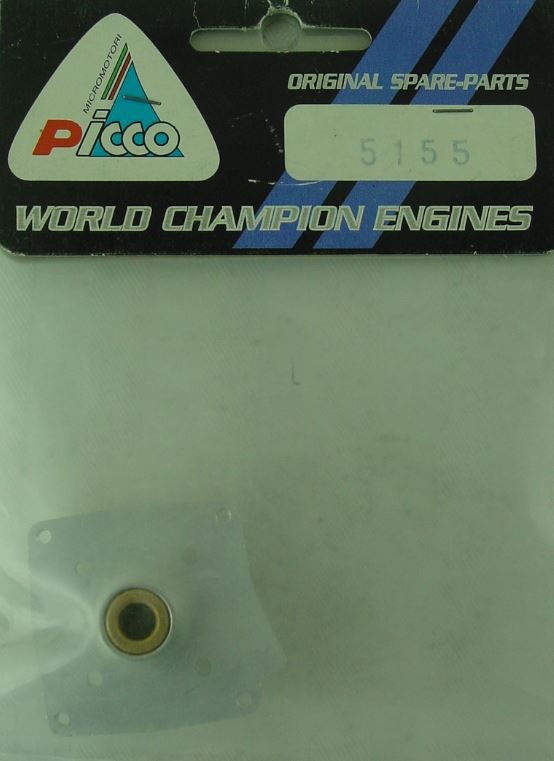 MICROMOTORI
Picco
ORIGINAL SPARE-PARTS
5155
WORLD CHAMPION ENGINES